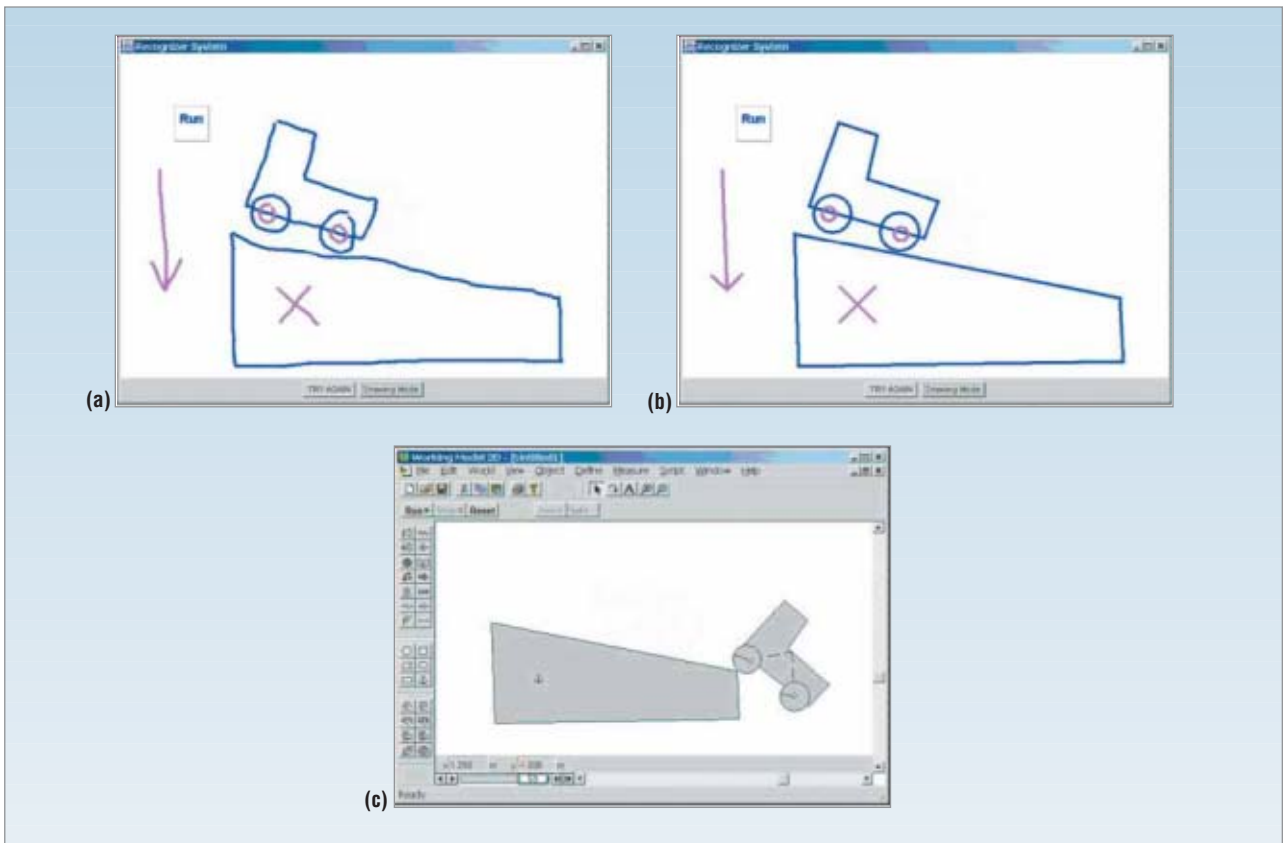 Recognizer System
Run
TRY AGAIN Drawing Mode
(a)
Recognizer System
Run
TRY AGAIN Drawing Mode
(b)
Working Model 2D - [Untitled1]
File Edit World View Object Define Measure Script Window Help
Run Reset
Ready
(c)